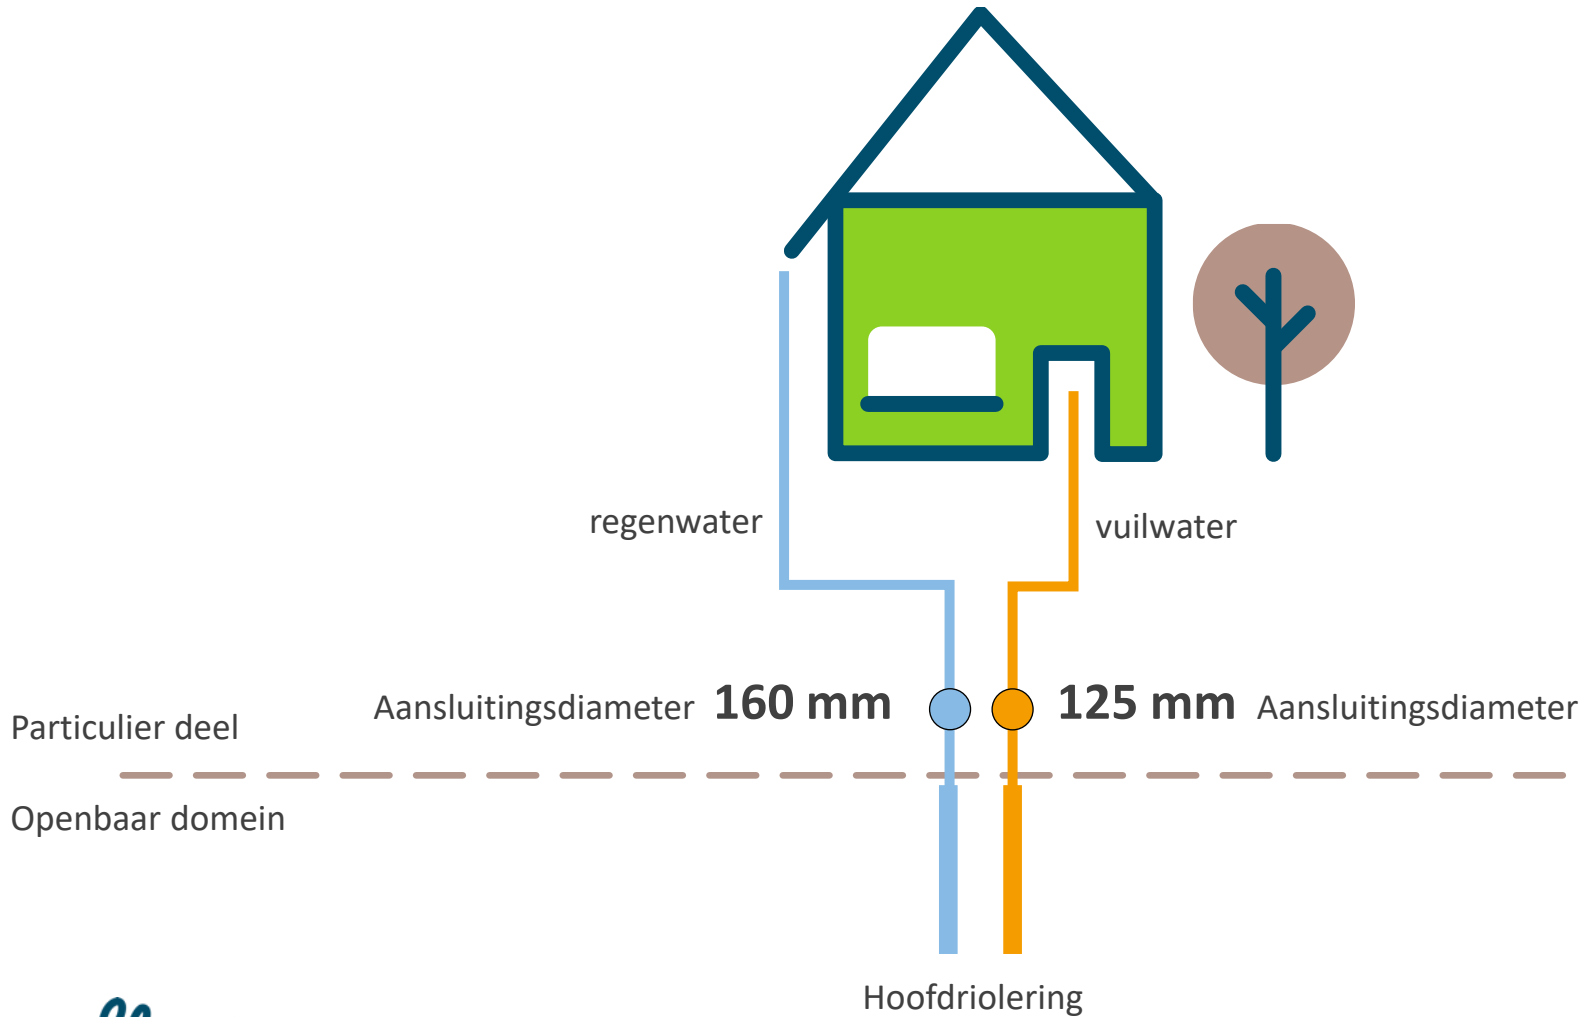 regenwater
vuilwater
Aansluitingsdiameter 160 mm
125 mm Aansluitingsdiameter
Particulier deel
Openbaar domein
Hoofdriolering